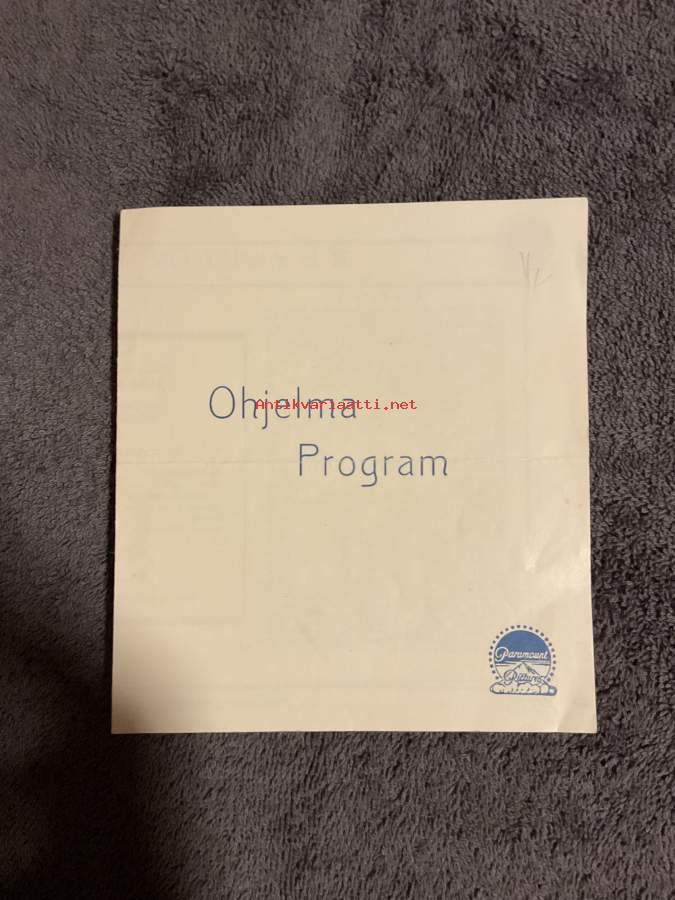 Ohjelma
Antikvariaatti.net
Program
Paramount
Pictures